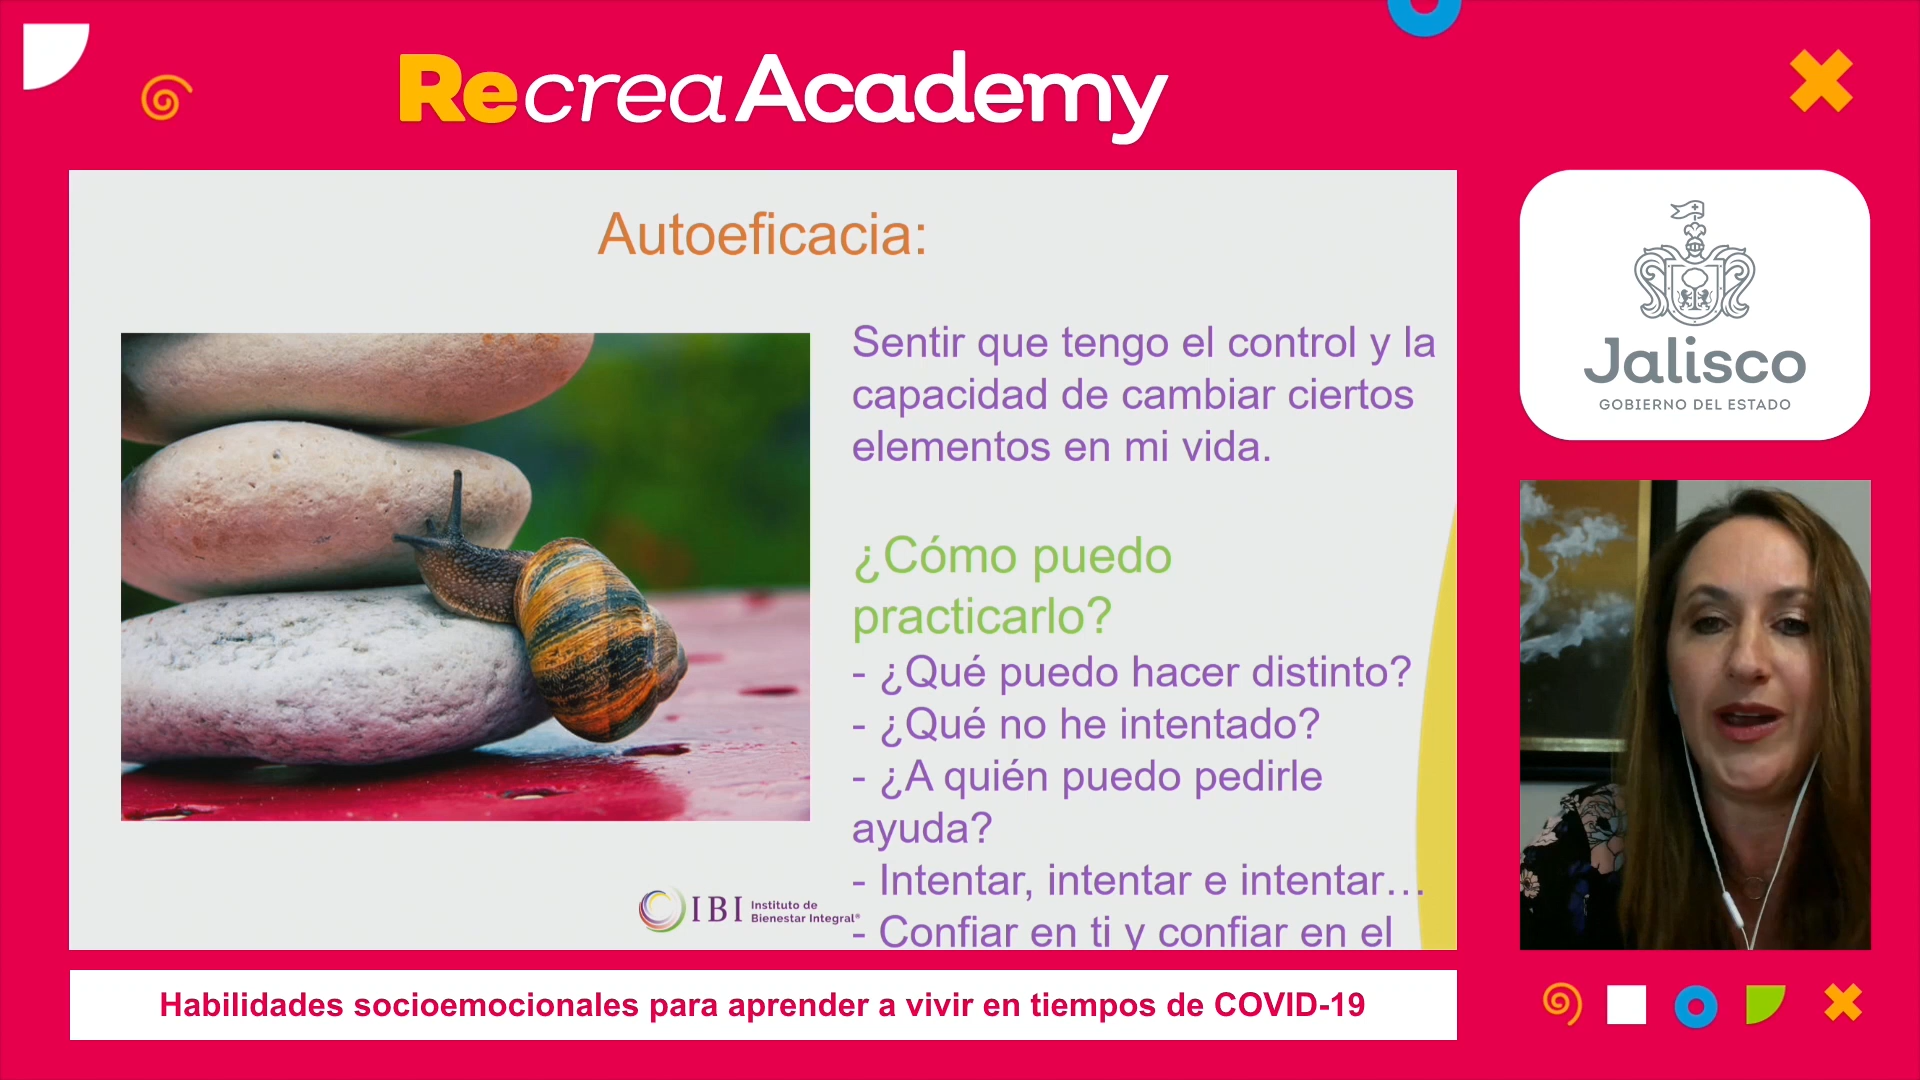 RecreaAcademy
Autoeficacia:
Sentir que tengo el control y la
capacidad de cambiar ciertos
elementos en mi vida.
¿Cómo puedo
practicarlo?
- ¿Qué puedo hacer distinto?
- ¿Qué no he intentado?
- ¿A quién puedo pedirle
ayuda?
- Intentar, intentar e intentar…
- Confiar en ti y confiar en el
IBI Instituto de
Bienestar Integral®
Jalisco
GOBIERNO DEL ESTADO
Habilidades socioemocionales para aprender a vivir en tiempos de COVID-19